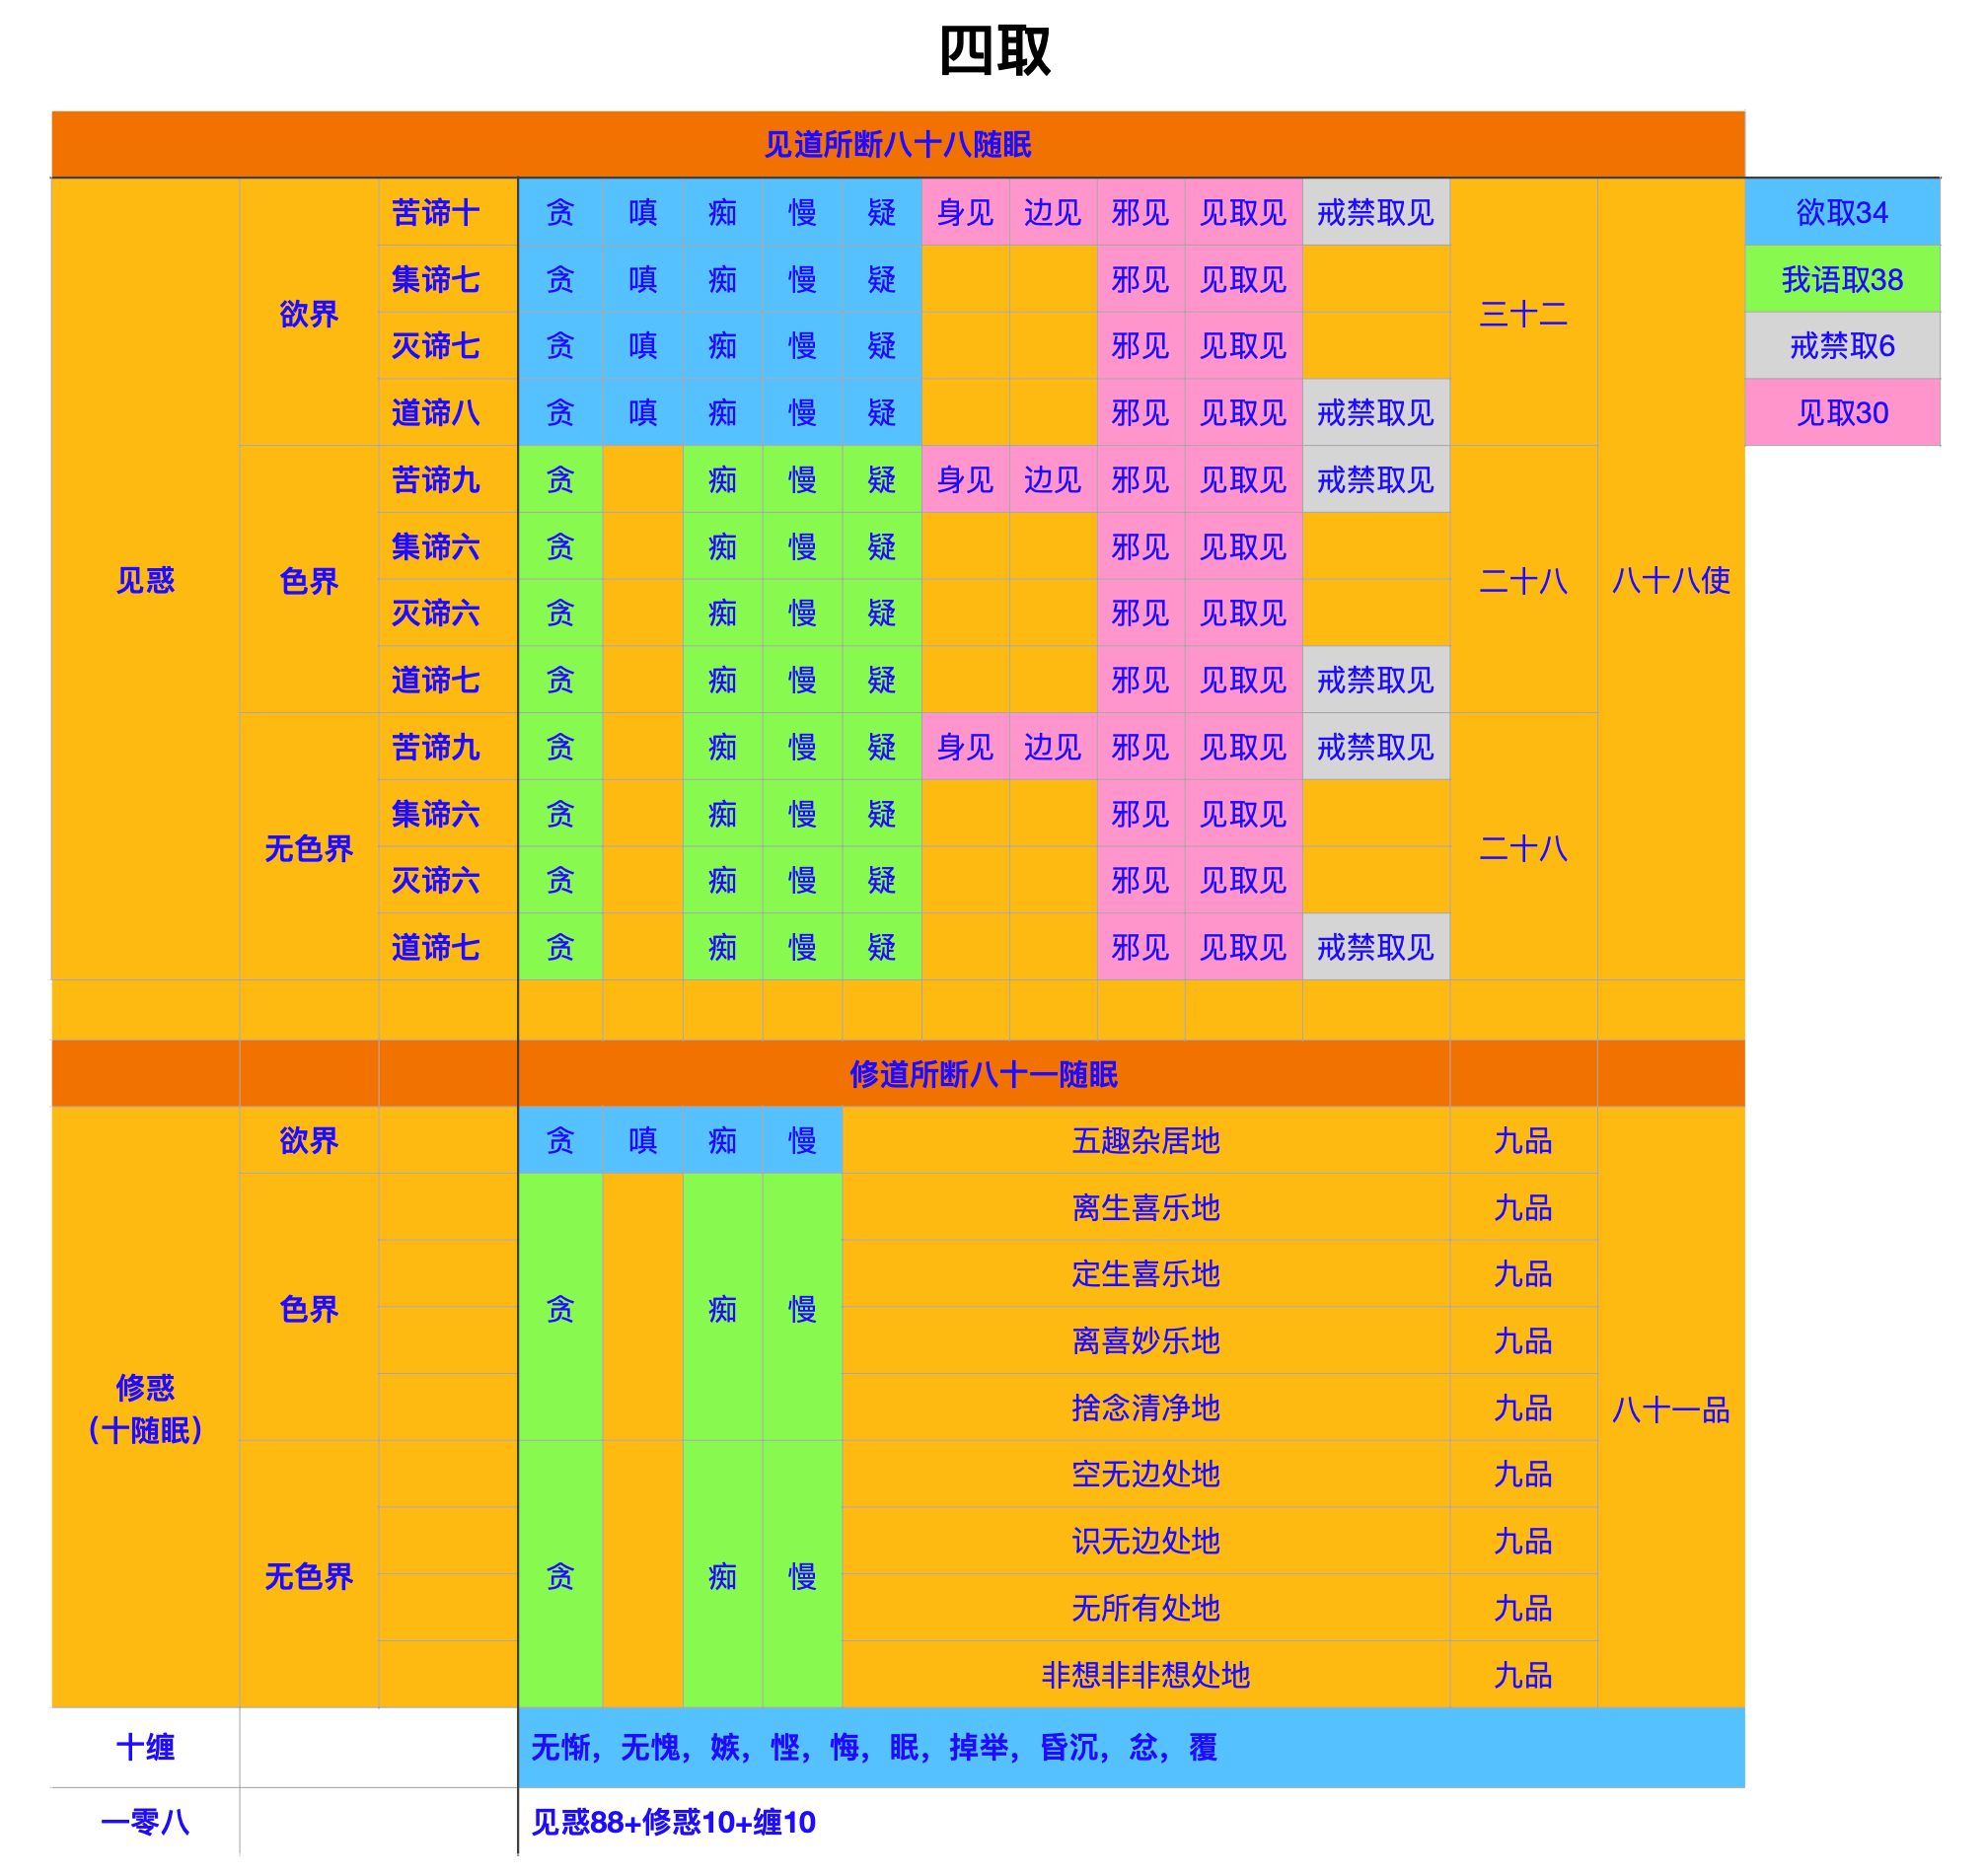 四取
见道所断八十八随眠
见惑 欲界 苦谛十 贪 嗔 痴 慢 疑 身见 边见 邪见 见取见 戒禁取见 三十二 八十八使 欲取34
集谛七 贪 嗔 痴 慢 疑 邪见 见取见 我语取38
灭谛七 贪 嗔 痴 慢 疑 邪见 见取见 戒禁取6
道谛八 贪 嗔 痴 慢 疑 邪见 见取见 戒禁取见 见取30
色界 苦谛九 贪 痴 慢 疑 身见 边见 邪见 见取见 戒禁取见 二十八
集谛六 贪 痴 慢 疑 邪见 见取见
灭谛六 贪 痴 慢 疑 邪见 见取见
道谛七 贪 痴 慢 疑 邪见 见取见 戒禁取见
无色界 苦谛九 贪 痴 慢 疑 身见 边见 邪见 见取见 戒禁取见 二十八
集谛六 贪 痴 慢 疑 邪见 见取见
灭谛六 贪 痴 慢 疑 邪见 见取见
道谛七 贪 痴 慢 疑 邪见 见取见 戒禁取见
修道所断八十一随眠
修惑
（十随眠） 欲界 贪 嗔 痴 慢 五趣杂居地 九品 八十一品
色界 贪 痴 慢 离生喜乐地 九品
定生喜乐地 九品
离喜妙乐地 九品
捨念清净地 九品
无色界 贪 痴 慢 空无边处地 九品
识无边处地 九品
无所有处地 九品
非想非非想处地 九品
十缠 无惭，无愧，嫉，悭，悔，眠，掉举，昏沉，忿，覆
一零八 见惑88+修惑10+缠10